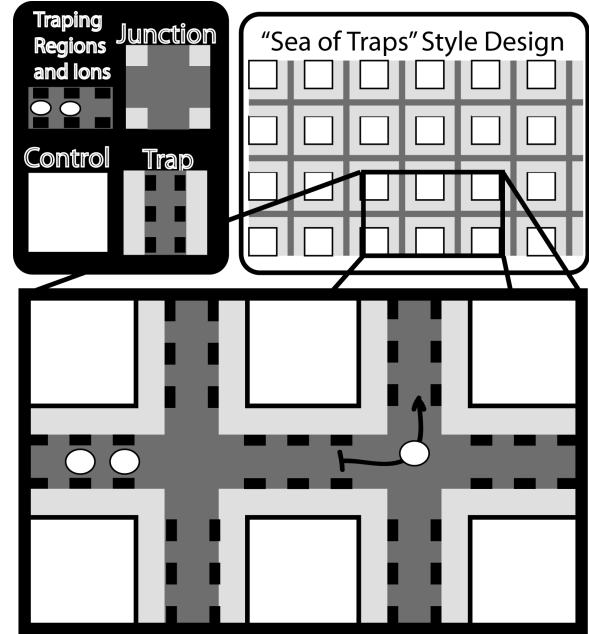 Traping
Regions
and Ions
Junction
Control
Trap
“Sea of Traps” Style Design